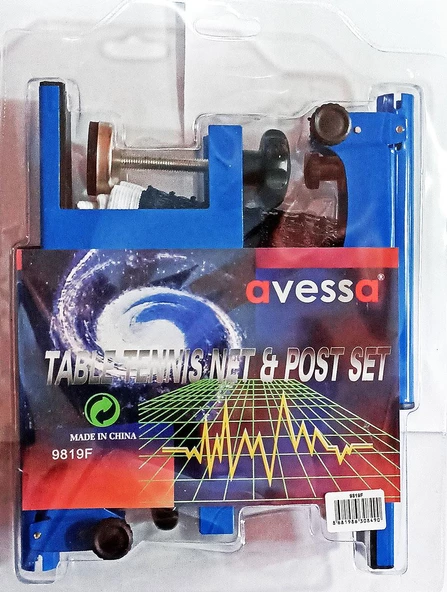 avessa®
TABLE TENNIS NET & POST SET
MADE IN CHINA
9819F
9819F